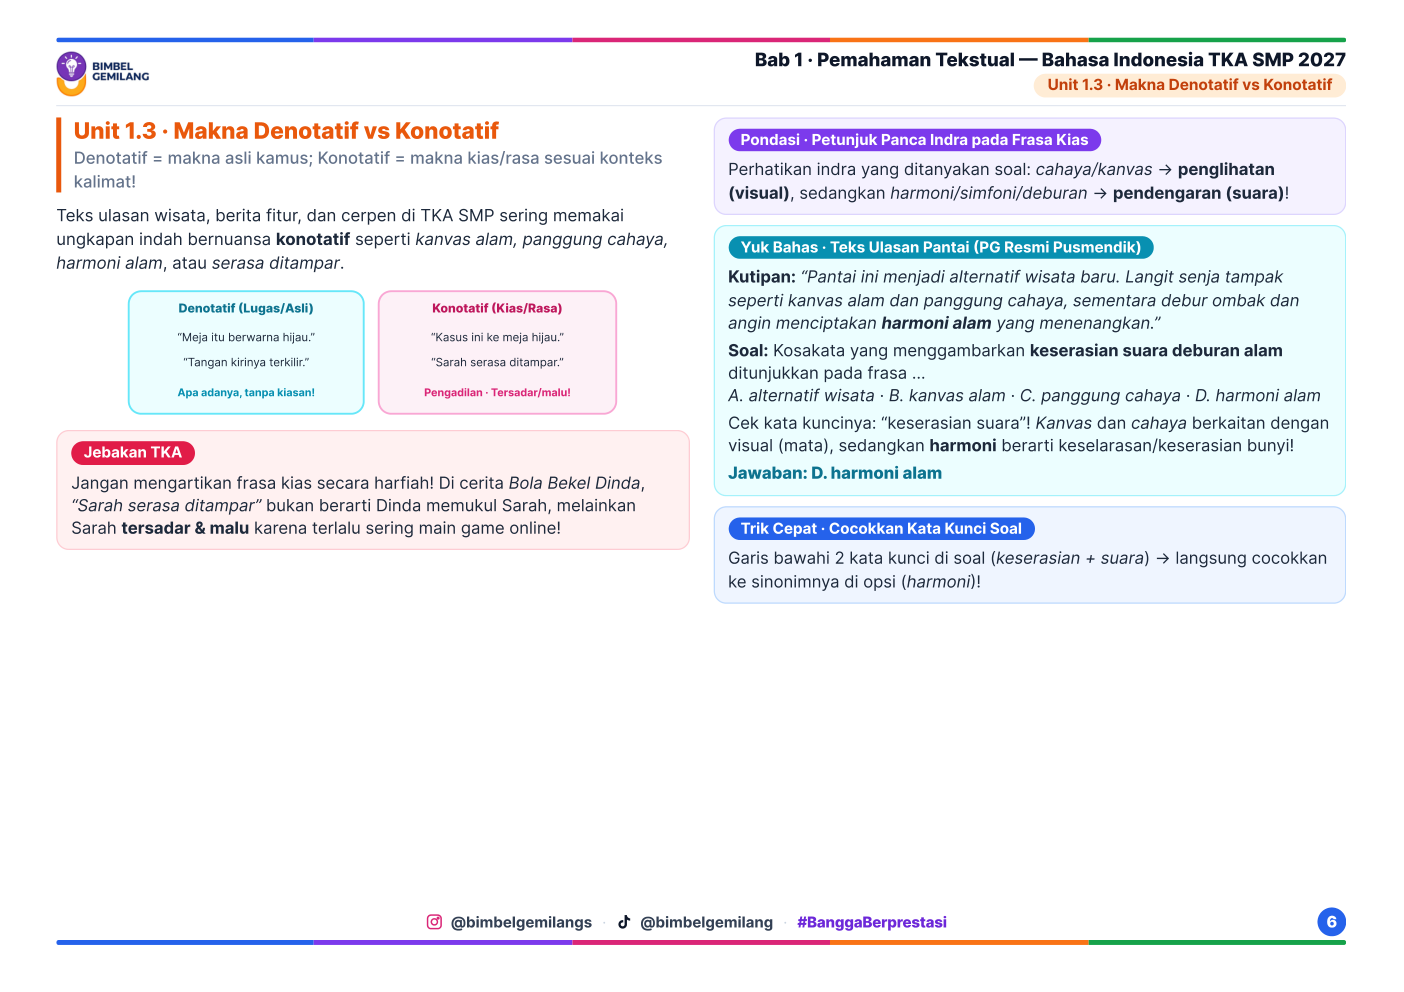 BIMBEL
GEMILANG
Bab 1 · Pemahaman Tekstual — Bahasa Indonesia TKA SMP 2027
Unit 1.3 · Makna Denotatif vs Konotatif
Unit 1.3 · Makna Denotatif vs Konotatif
Denotatif = makna asli kamus; Konotatif = makna kias/rasa sesuai konteks
kalimat!
Teks ulasan wisata, berita fitur, dan cerpen di TKA SMP sering memakai
ungkapan indah bernuansa konotatif seperti kanvas alam, panggung cahaya,
harmoni alam, atau serasa ditampar.
Denotatif (Lugas/Asli)
“Meja itu berwarna hijau.”
“Tangan kirinya terkilir.”
Apa adanya, tanpa kiasan!
Konotatif (Kias/Rasa)
“Kasus ini ke meja hijau.”
“Sarah serasa ditampar.”
Pengadilan · Tersadar/malu!
Jebakan TKA
Jangan mengartikan frasa kias secara harfiah! Di cerita Bola Bekel Dinda,
“Sarah serasa ditampar” bukan berarti Dinda memukul Sarah, melainkan
Sarah tersadar & malu karena terlalu sering main game online!
Pondasi · Petunjuk Panca Indra pada Frasa Kias
Perhatikan indra yang ditanyakan soal: cahaya/kanvas → penglihatan
(visual), sedangkan harmoni/simfoni/deburan → pendengaran (suara)!
Yuk Bahas · Teks Ulasan Pantai (PG Resmi Pusmendik)
Kutipan: “Pantai ini menjadi alternatif wisata baru. Langit senja tampak
seperti kanvas alam dan panggung cahaya, sementara debur ombak dan
angin menciptakan harmoni alam yang menenangkan.”
Soal: Kosakata yang menggambarkan keserasian suara deburan alam
ditunjukkan pada frasa ...
A. alternatif wisata · B. kanvas alam · C. panggung cahaya · D. harmoni alam
Cek kata kuncinya: “keserasian suara”! Kanvas dan cahaya berkaitan dengan
visual (mata), sedangkan harmoni berarti keselarasan/keserasian bunyi!
Jawaban: D. harmoni alam
Trik Cepat · Cocokkan Kata Kunci Soal
Garis bawahi 2 kata kunci di soal (keserasian + suara) → langsung cocokkan
ke sinonimnya di opsi (harmoni)!
@bimbelgemilangs · @bimbelgemilang · #BanggaBerprestasi
6